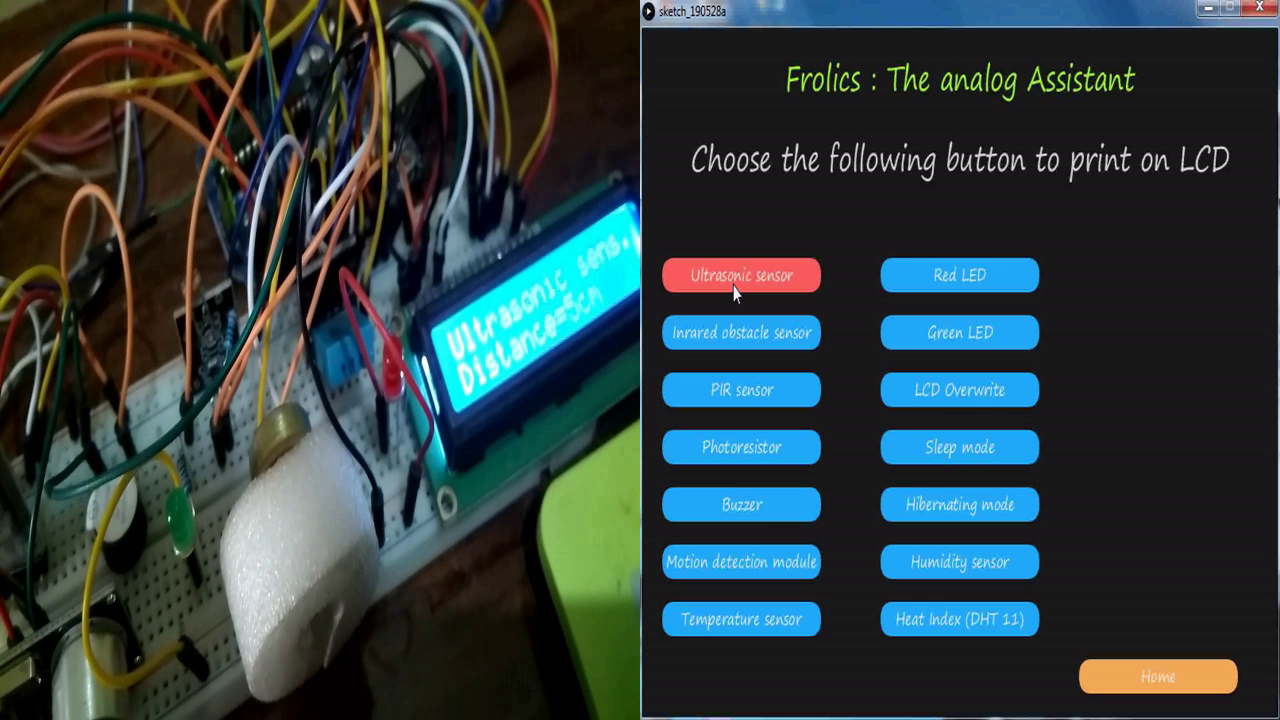 Ultrasonic sens.
Distance=5cm
sketch_190528a
Frolics : The analog Assistant
Choose the following button to print on LCD
Ultrasonic sensor
Red LED
Inrared obstacle sensor
Green LED
PIR sensor
LCD Overwrite
Photoresistor
Sleep mode
Buzzer
Hibernating mode
Motion detection module
Humidity sensor
Temperature sensor
Heat Index (DHT 11)
Home